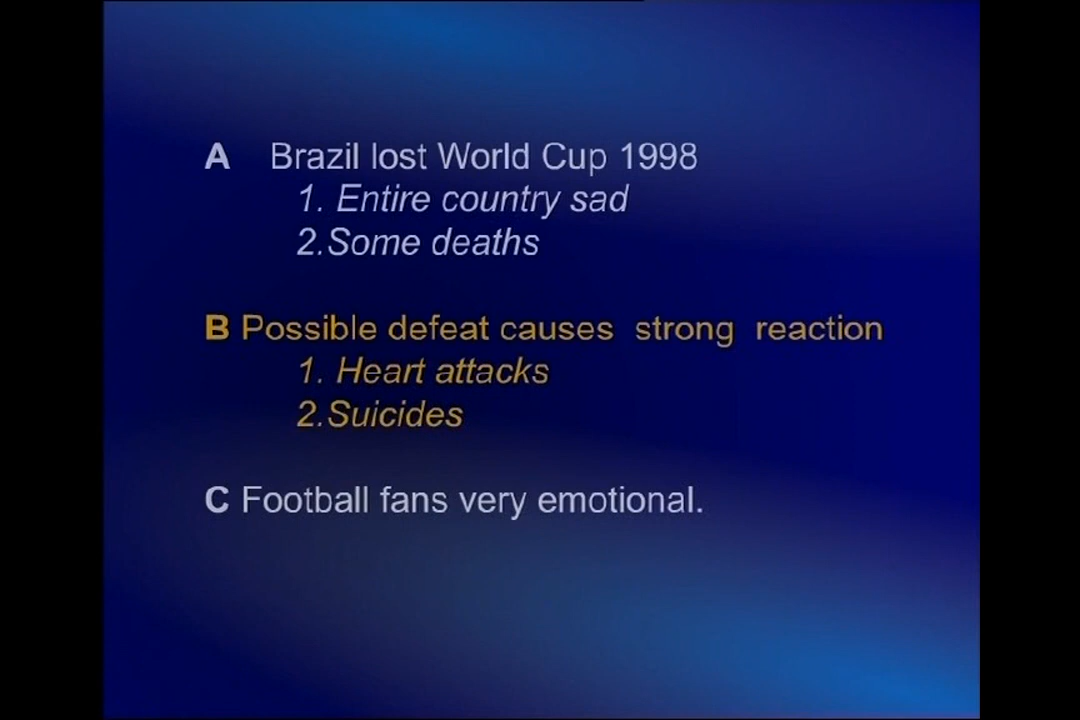 A Brazil lost World Cup 1998
1. Entire country sad
2.Some deaths
B Possible defeat causes strong reaction
1. Heart attacks
2.Suicides
C Football fans very emotional.